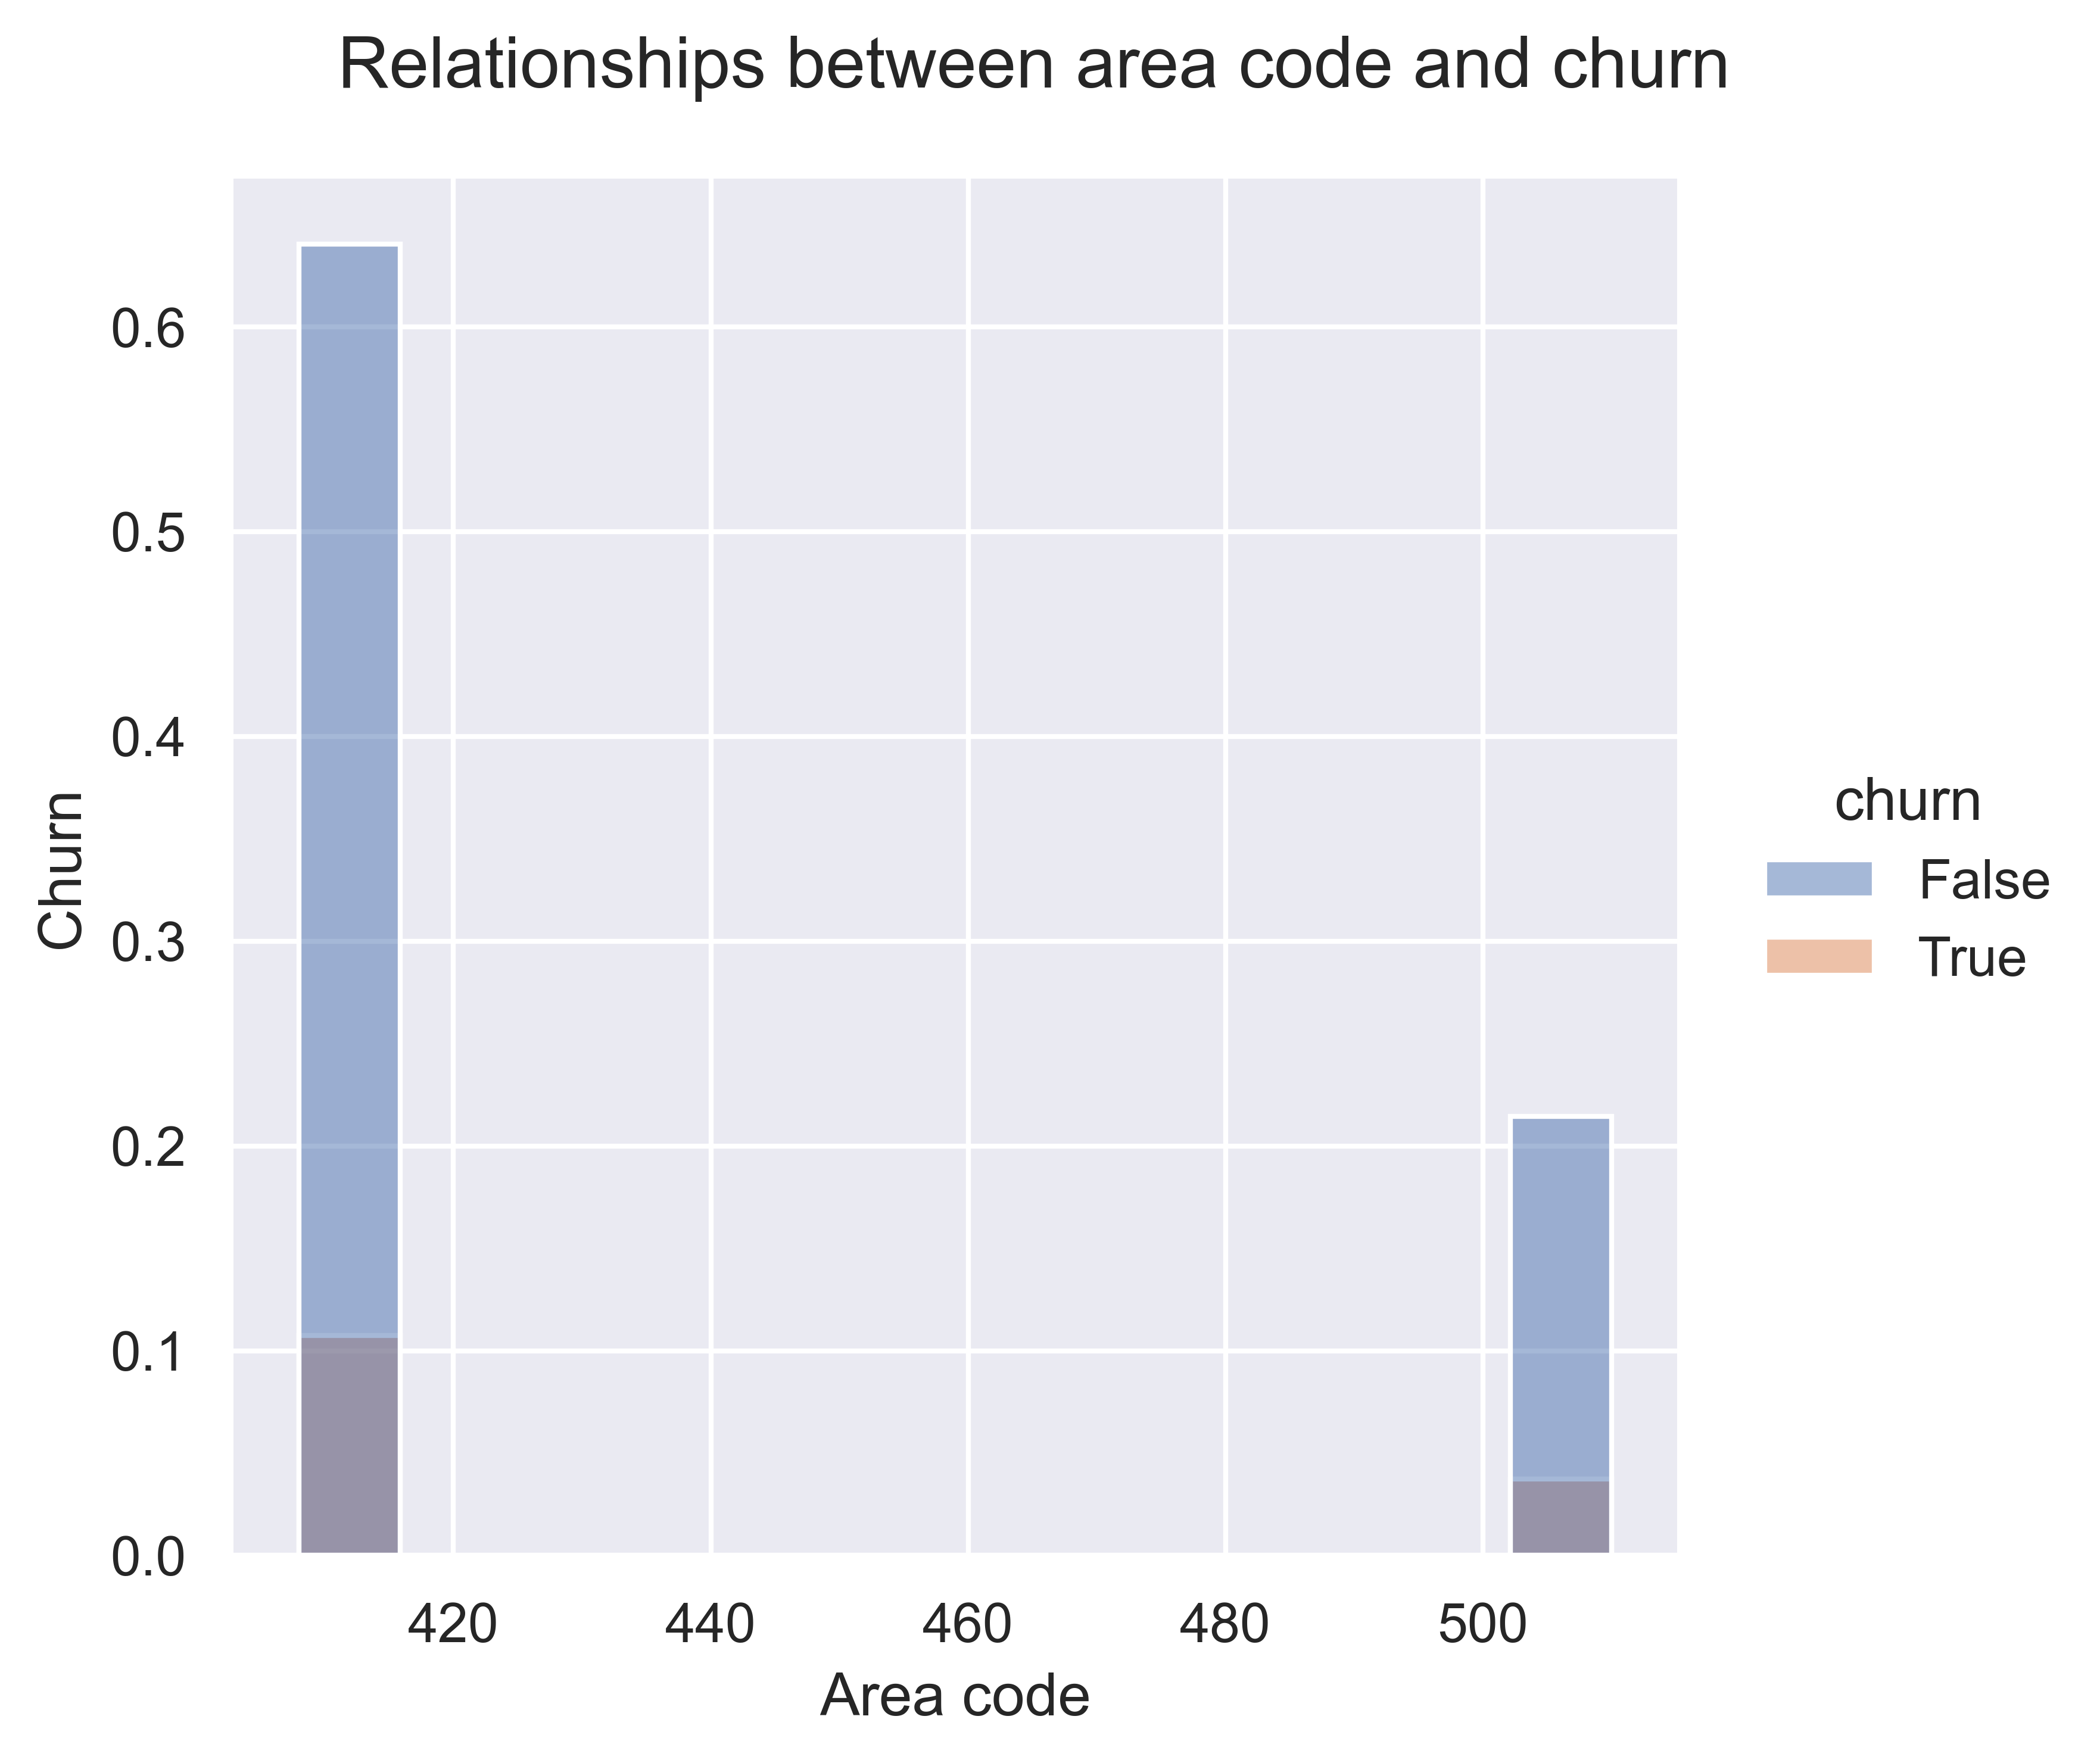 Relationships between area code and churn
Churn
0.6
0.5
0.4
0.3
0.2
0.1
0.0
420 440 460 480 500
Area code
churn
False
True